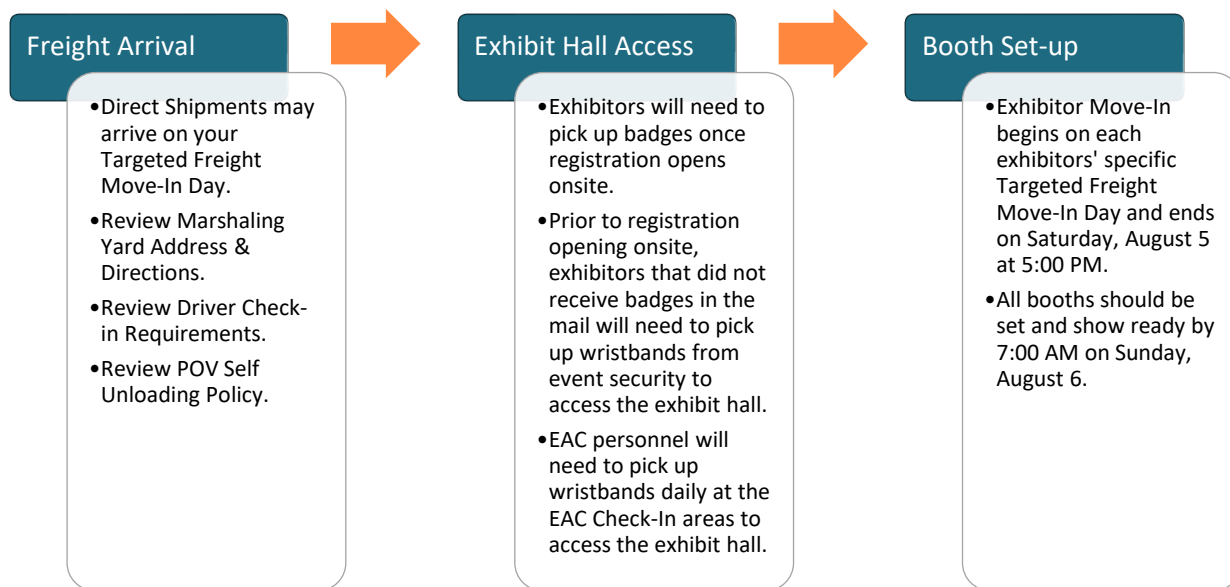 Freight Arrival
•Direct Shipments may
arrive on your
Targeted Freight
Move-In Day.
•Review Marshaling
Yard Address &
Directions.
•Review Driver Check-
in Requirements.
•Review POV Self
Unloading Policy.
Exhibit Hall Access
•Exhibitors will need to
pick up badges once
registration opens
onsite.
•Prior to registration
opening onsite,
exhibitors that did not
receive badges in the
mail will need to pick
up wristbands from
event security to
access the exhibit hall.
•EAC personnel will
need to pick up
wristbands daily at the
EAC Check-In areas to
access the exhibit hall.
Booth Set-up
•Exhibitor Move-In
begins on each
exhibitors' specific
Targeted Freight
Move-In Day and ends
on Saturday, August 5
at 5:00 PM.
•All booths should be
set and show ready by
7:00 AM on Sunday,
August 6.